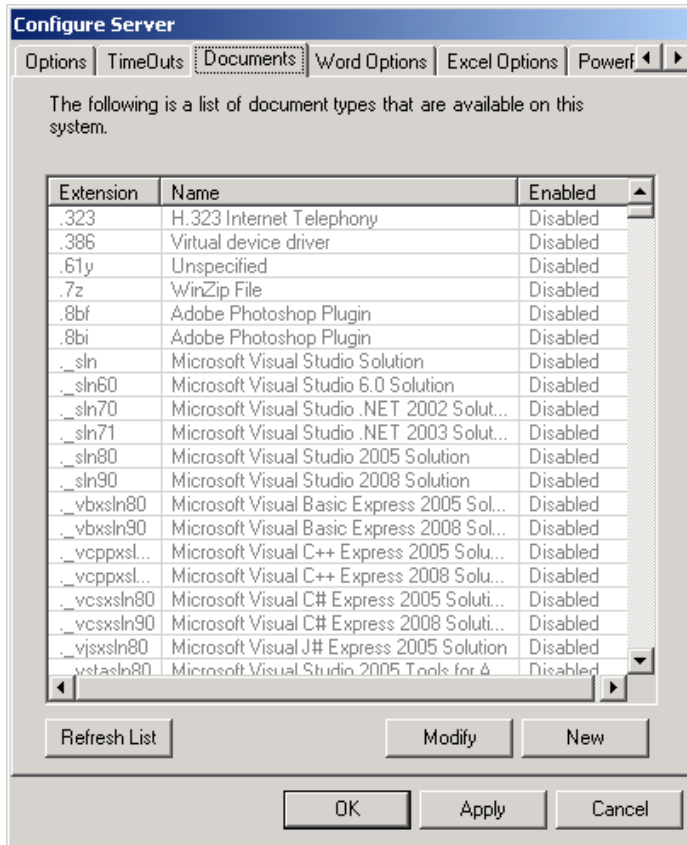 Configure Server
Options TimeOuts Documents Word Options Excel Options
The following is a list of document types that are available on this
system.
Extension Name Enabled
.323 H.323 Internet Telephony Disabled
.386 Virtual device driver Disabled
.61y Unspecified Disabled
.7z WinZip File Disabled
.8bf Adobe Photoshop Plugin Disabled
.8bi Adobe Photoshop Plugin Disabled
._sln Microsoft Visual Studio Solution Disabled
._sln60 Microsoft Visual Studio 6.0 Solution Disabled
._sln70 Microsoft Visual Studio .NET 2002 Solut... Disabled
._sln71 Microsoft Visual Studio .NET 2003 Solut... Disabled
._sln80 Microsoft Visual Studio 2005 Solution Disabled
._sln90 Microsoft Visual Studio 2008 Solution Disabled
._vbxsln80 Microsoft Visual Basic Express 2005 Sol... Disabled
._vbxsln90 Microsoft Visual Basic Express 2008 Sol... Disabled
._vcppxsl... Microsoft Visual C++ Express 2005 Solu... Disabled
._vcppxsl... Microsoft Visual C++ Express 2008 Solu... Disabled
._vcsxsln80 Microsoft Visual C# Express 2005 Soluti... Disabled
._vcsxsln90 Microsoft Visual C# Express 2008 Soluti... Disabled
._vjsxsln80 Microsoft Visual J# Express 2005 Solution Disabled
._vstasln80 Microsoft Visual Studio 2005 Tools for A... Disabled
Refresh List Modify New
OK Apply Cancel